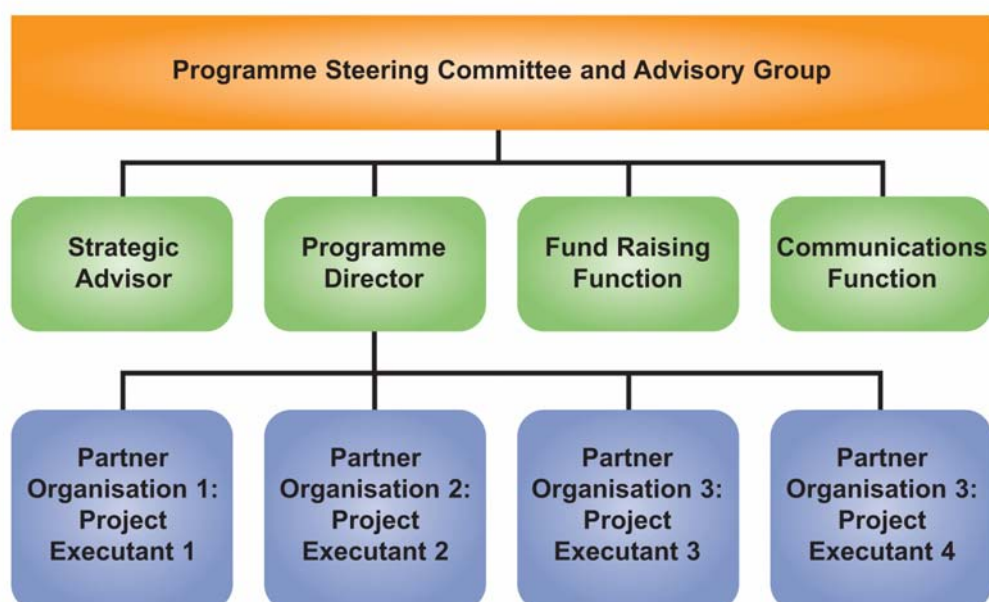 Programme Steering Committee and Advisory Group
Strategic
Advisor
Programme
Director
Fund Raising
Function
Communications
Function
Partner
Organisation 1:
Project
Executant 1
Partner
Organisation 2:
Project
Executant 2
Partner
Organisation 3:
Project
Executant 3
Partner
Organisation 3:
Project
Executant 4